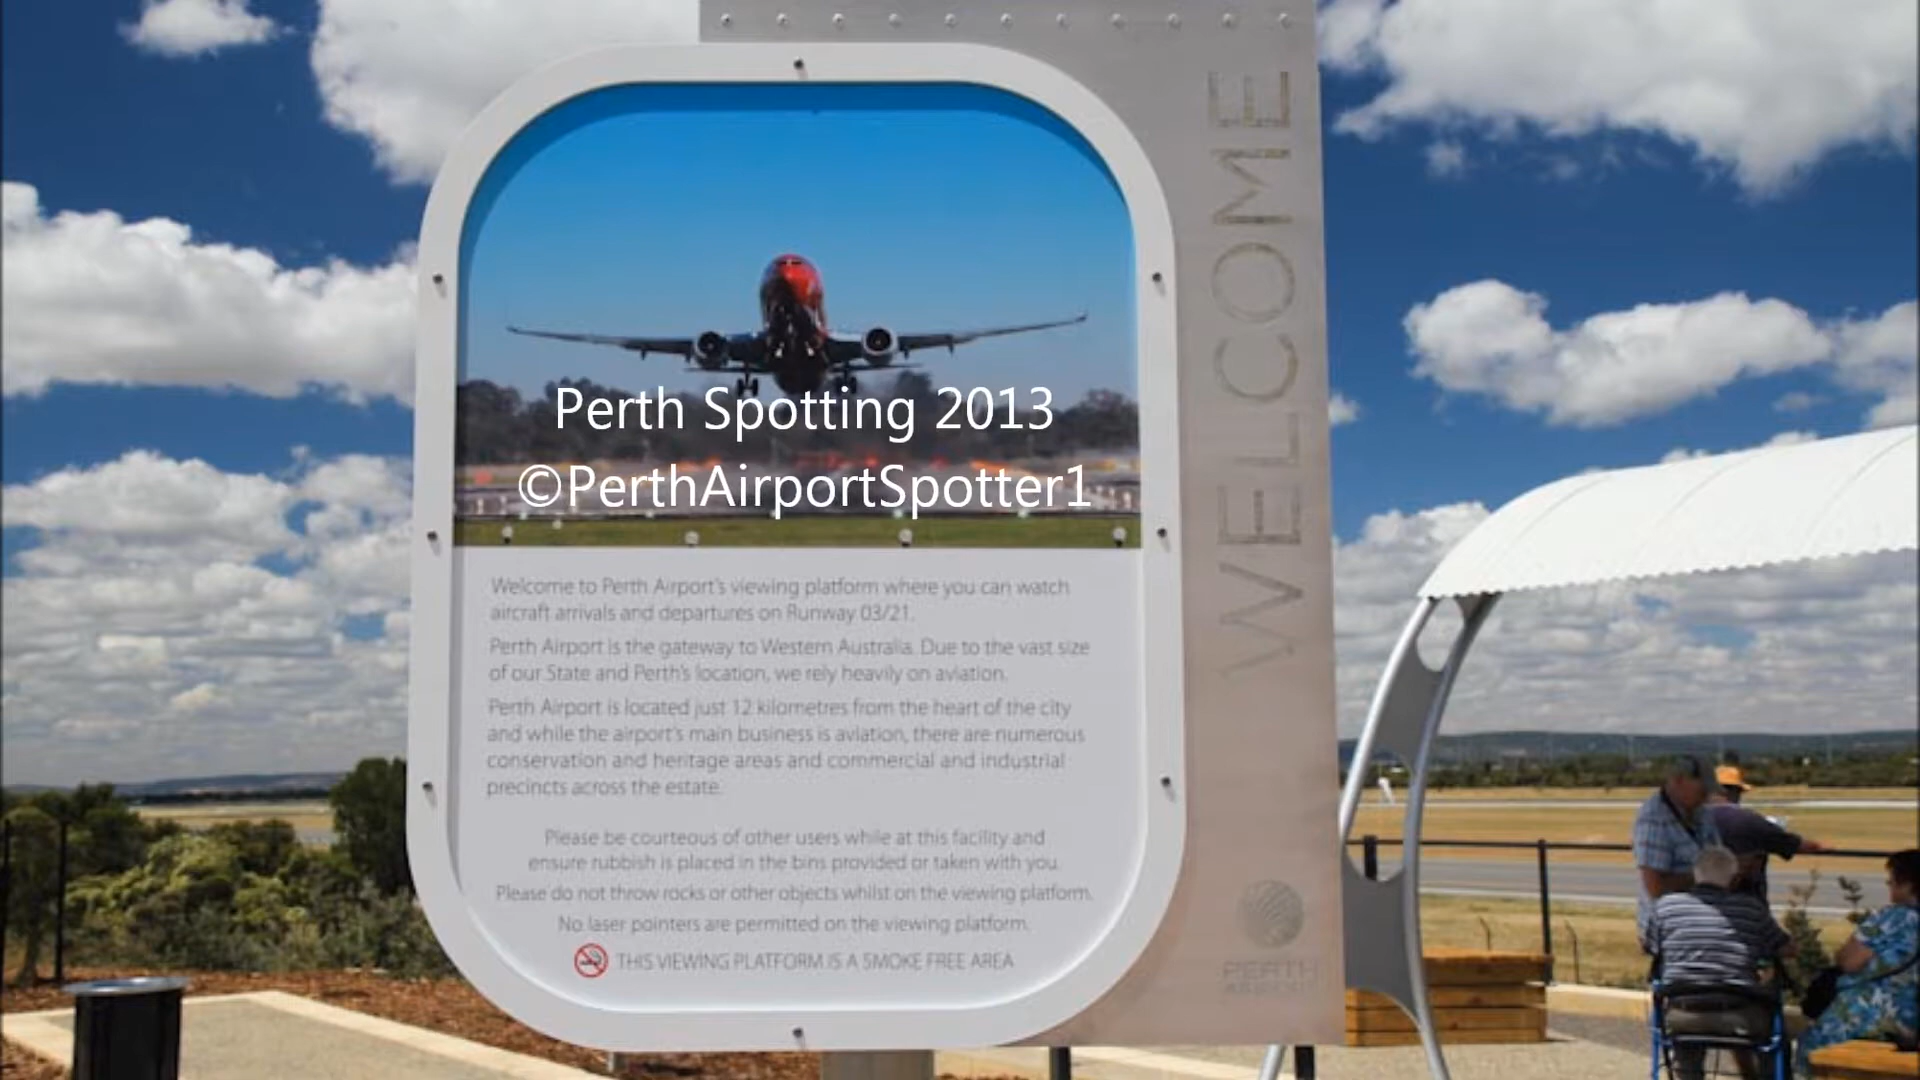 WELCOME
Perth Spotting 2013
©PerthAirportSpotter1
Welcome to Perth Airport's viewing platform where you can watch
aircraft arrivals and departures on Runway 03/21.
Perth Airport is the gateway to Western Australia. Due to the vast size
of our State and Perth's location, we rely heavily on aviation.
Perth Airport is located just 12 kilometres from the heart of the city
and while the airport's main business is aviation, there are numerous
conservation and heritage areas and commercial and industrial
precincts across the estate.
Please be courteous of other users while at this facility and
ensure rubbish is placed in the bins provided or taken with you.
Please do not throw rocks or other objects whilst on the viewing platform.
No laser pointers are permitted on the viewing platform.
THIS VIEWING PLATFORM IS A SMOKE FREE AREA
PERTH
AIRPORT